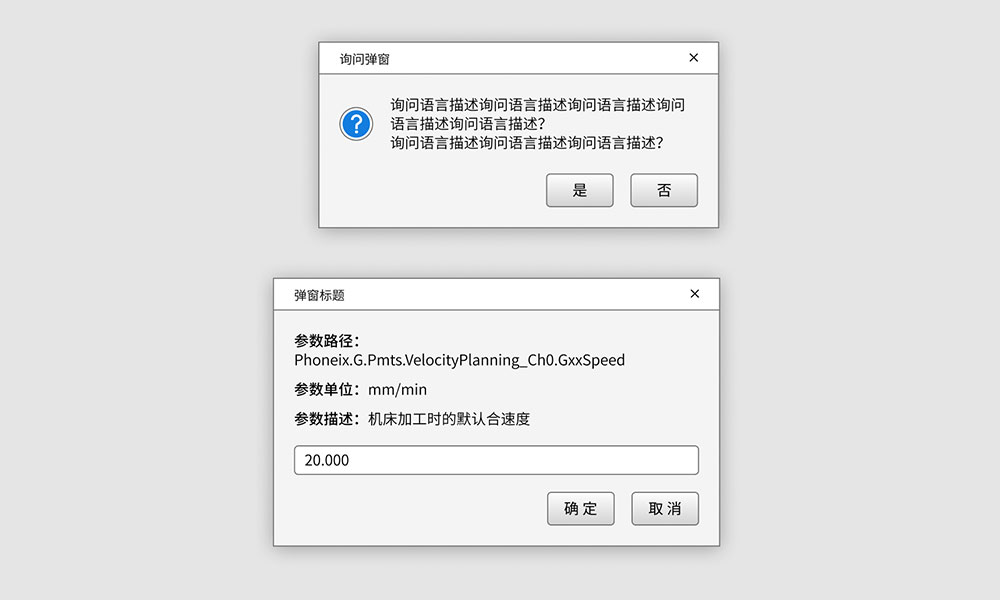 询问弹窗
询问语言描述询问语言描述询问语言描述询问
语言描述询问语言描述?
询问语言描述询问语言描述询问语言描述?
是 否
弹窗标题
参数路径:
Phoneix.G.Pmts.VelocityPlanning_Ch0.GxxSpeed
参数单位: mm/min
参数描述: 机床加工时的默认合速度
20.000
确 定 取 消